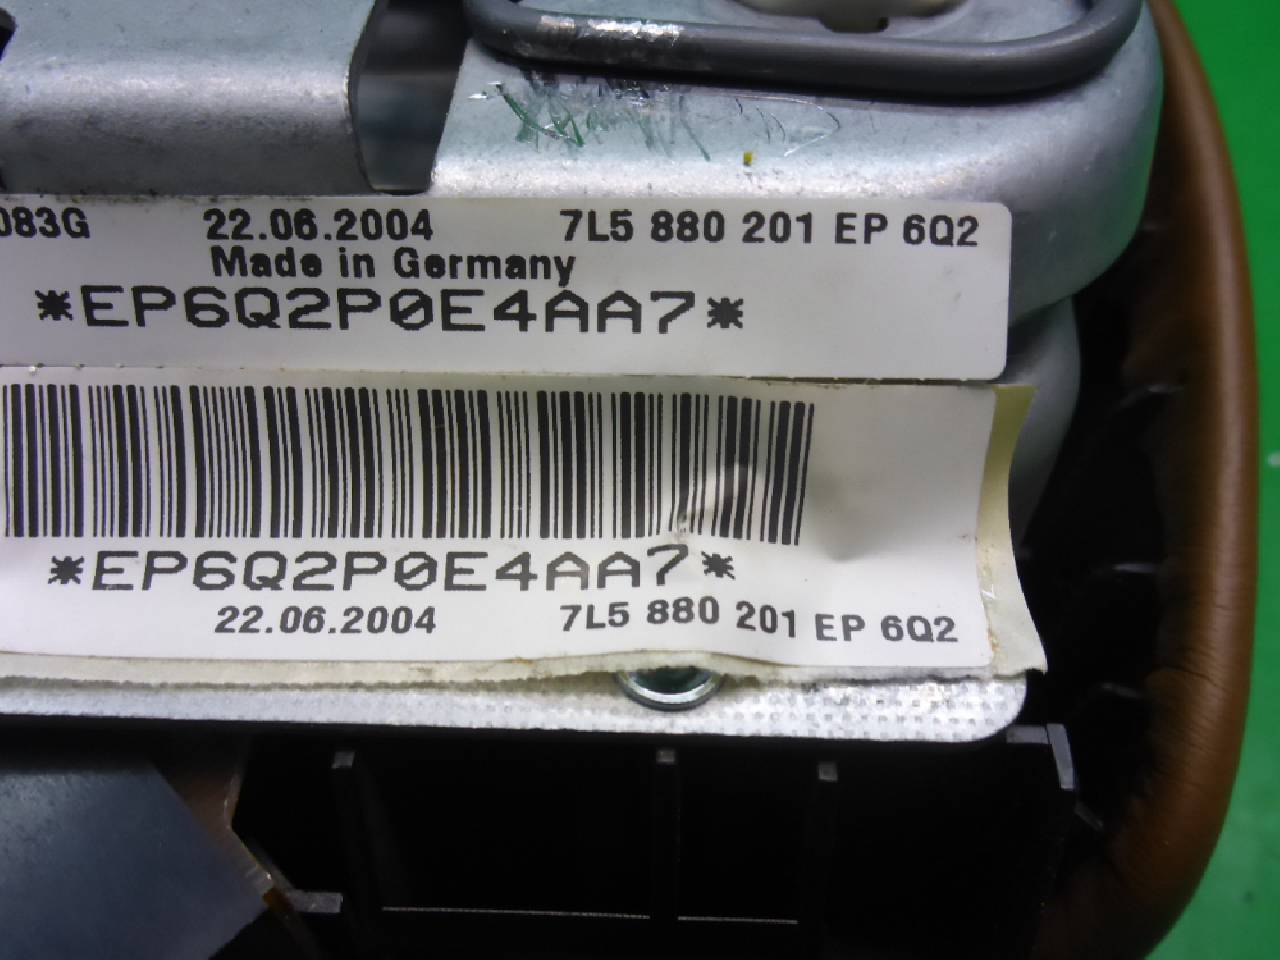 083G 22.06.2004 7L5 880 201 EP 6Q2
Made in Germany
*EP6Q2P0E4AA7*
*EP6Q2P0E4AA7*
22.06.2004 7L5 880 201 EP 6Q2